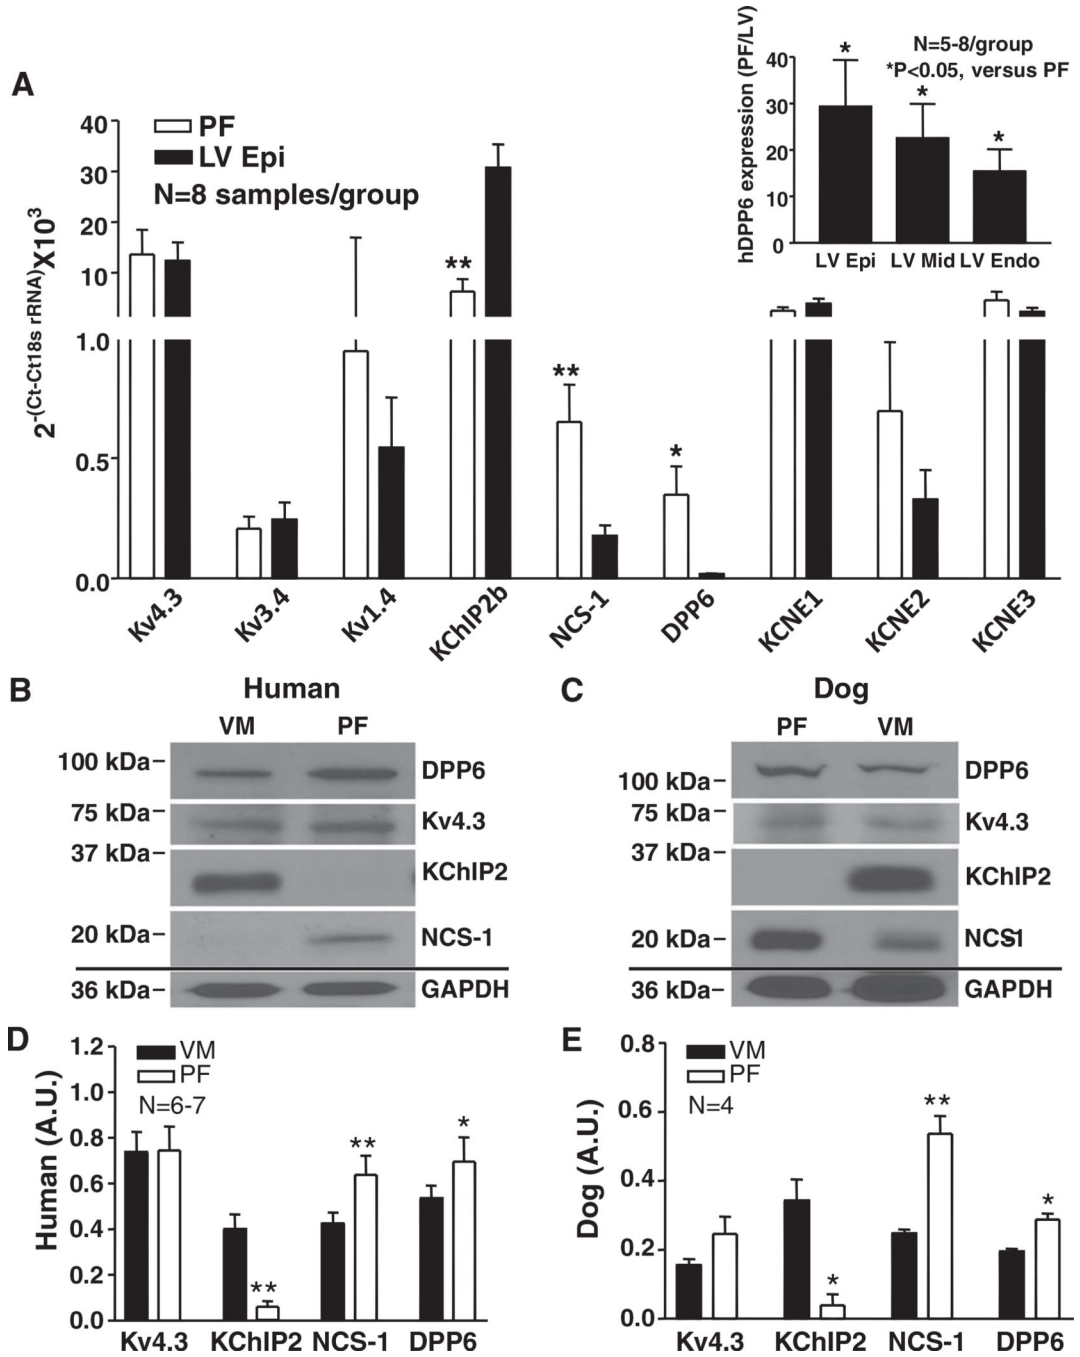 A
2^-(Ct-Ct18s rRNA)X10^3
40
30
20
10
1.0
0.5
0.0
PF
LV Epi
N=8 samples/group
**
**
*
Kv4.3
Kv3.4
Kv1.4
KChIP2b
NCS-1
DPP6
KCNE1
KCNE2
KCNE3
hDPP6 expression (PF/LV)
40
30
20
10
0
N=5-8/group
*P<0.05, versus PF
*
*
*
LV Epi LV Mid LV Endo
B
Human
VM PF
100 kDa DPP6
75 kDa Kv4.3
37 kDa KChIP2
20 kDa NCS-1
36 kDa GAPDH
C
Dog
PF VM
100 kDa DPP6
75 kDa Kv4.3
37 kDa KChIP2
20 kDa NCS1
36 kDa GAPDH
D
Human (A.U.)
1.2
1.0
0.8
0.6
0.4
0.2
0.0
VM
PF
N=6-7
**
**
*
Kv4.3 KChIP2 NCS-1 DPP6
E
Dog (A.U.)
0.8
0.6
0.4
0.2
0.0
VM
PF
N=4
*
**
*
Kv4.3 KChIP2 NCS-1 DPP6